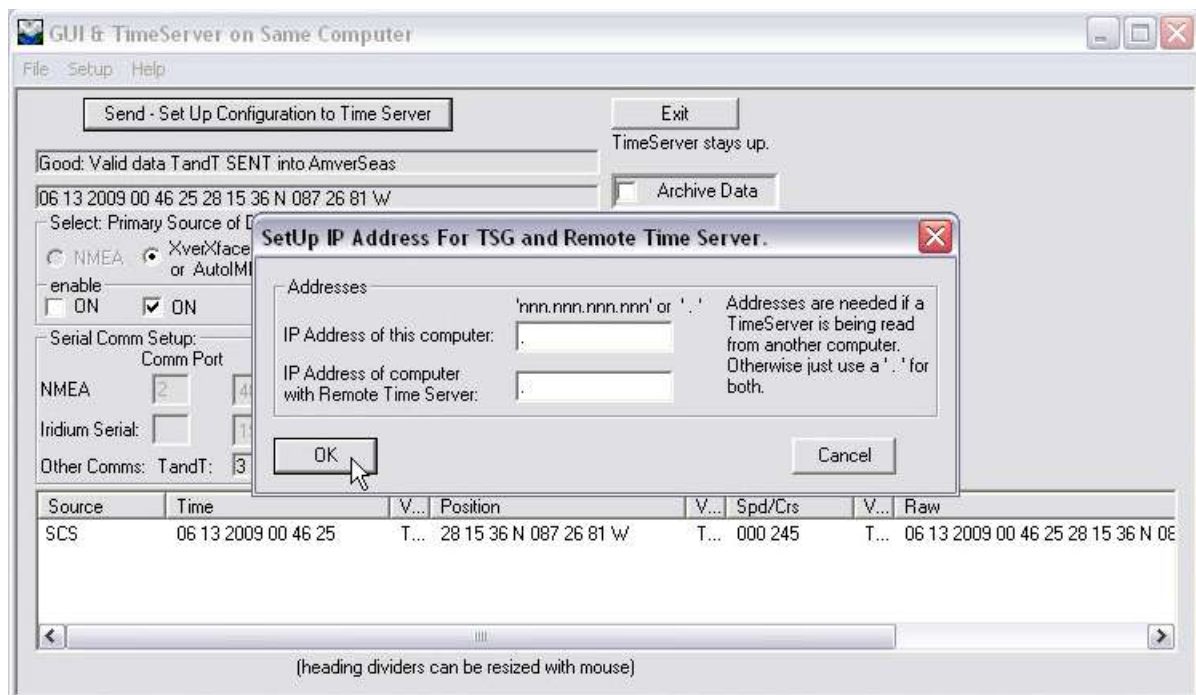 GUI & TimeServer on Same Computer
File Setup Help
Send - Set Up Configuration to Time Server
Exit
TimeServer stays up.
Good: Valid data TandT SENT into AmverSeas
06 13 2009 00 46 25 28 15 36 N 087 26 81 W
Archive Data
Select: Primary Source of
NMEA
XverXface
or
enable
ON
ON
Serial Comm Setup:
Comm Port
NMEA 2
Iridium Serial:
Other Comms: TandT: 3
SetUp IP Address For TSG and Remote Time Server.
Addresses
'nnn.nnn.nnn.nnn' or '.'
IP Address of this computer: .
IP Address of computer
with Remote Time Server: .
Addresses are needed if a
TimeServer is being read
from another computer.
Otherwise just use a '.' for
both.
OK
Cancel
Source Time V... Position V... Spd/Crs V... Raw
SCS 06 13 2009 00 46 25 T... 28 15 36 N 087 26 81 W T... 000 245 T... 06 13 2009 00 46 25 28 15 36 N
(heading dividers can be resized with mouse)